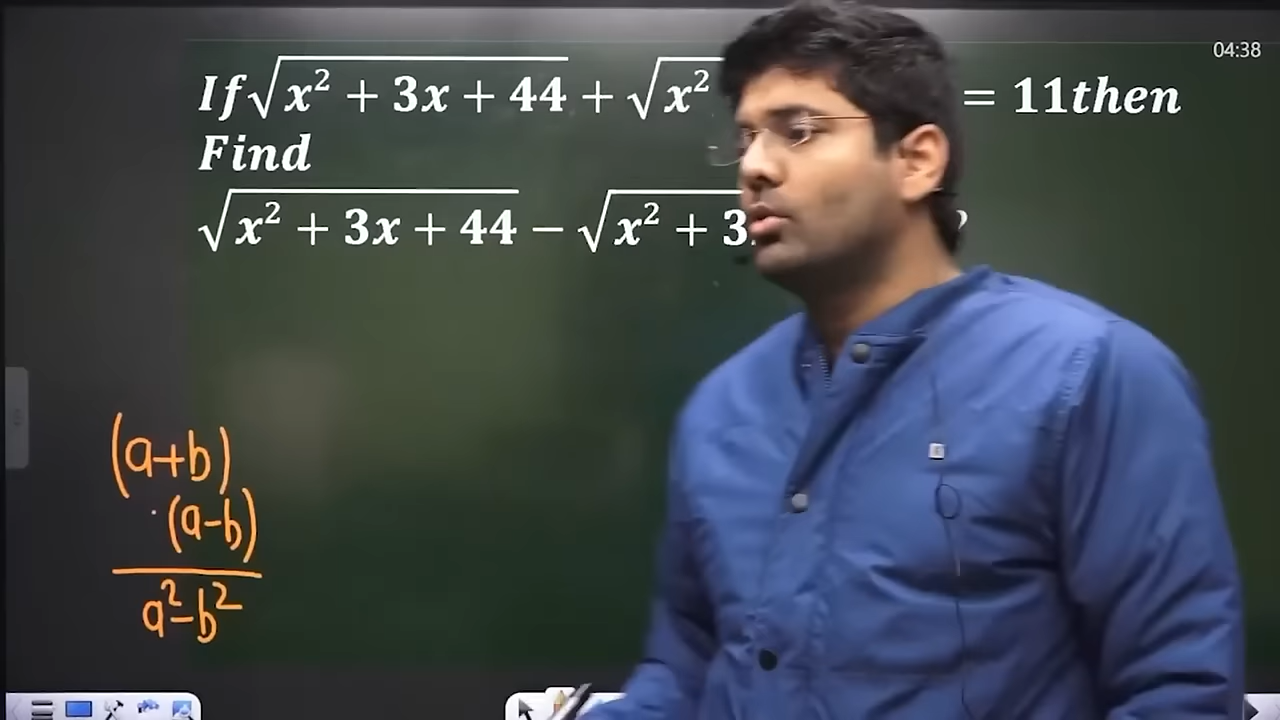 04:38
If √x² + 3x + 44 + √x² = 11then
Find
√x² + 3x + 44 − √x² + 3 ?
(a+b)
(a-b)
a²-b²